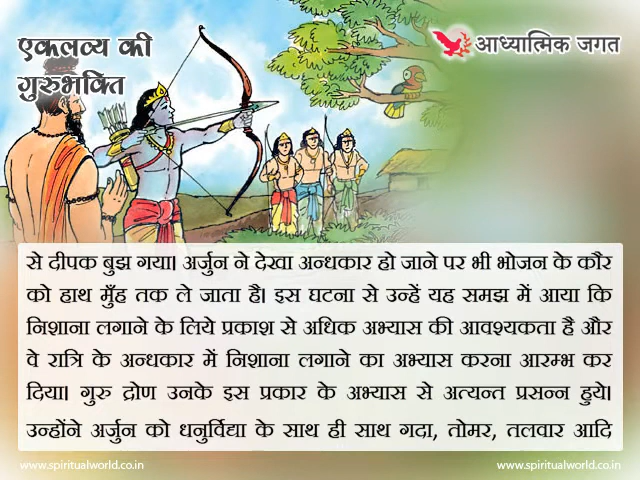 एकलव्य की
गुरुभक्ति
आध्यात्मिक जगत
से दीपक बुझ गया। अर्जुन ने देखा अन्धकार हो जाने पर भी भोजन के कौर
को हाथ मुँह तक ले जाता है। इस घटना से उन्हें यह समझ में आया कि
निशाना लगाने के लिये प्रकाश से अधिक अभ्यास की आवश्यकता है और
वे रात्रि के अन्धकार में निशाना लगाने का अभ्यास करना आरम्भ कर
दिया। गुरु द्रोण उनके इस प्रकार के अभ्यास से अत्यन्त प्रसन्न हुये।
उन्होंने अर्जुन को धनुर्विद्या के साथ ही साथ गदा, तोमर, तलवार आदि
www.spiritualworld.co.in
www.spiritualworld.co.in